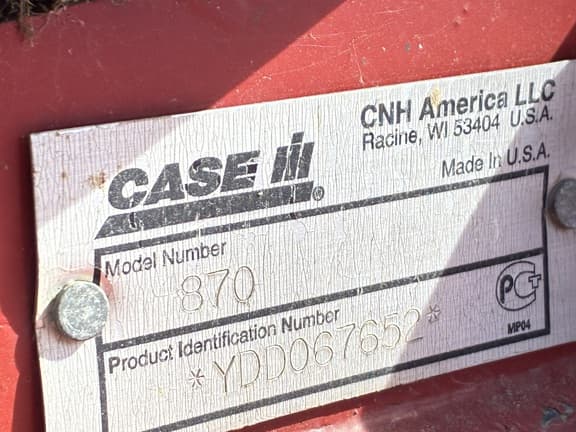 CNH America LLC
Racine, WI 53404 U.S.A.
Made In U.S.A.
CASE IH®
Model Number
870
Product Identification Number
*YDD067652*
PCT
MP04